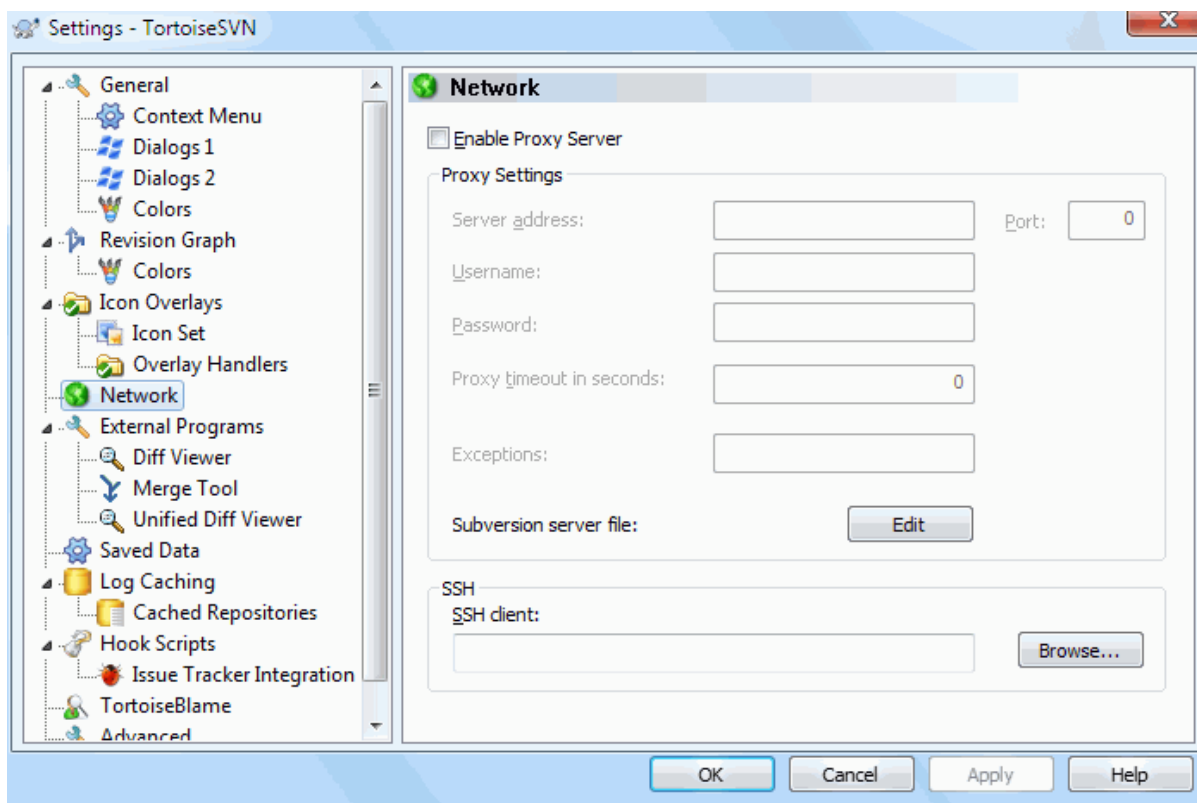 Settings - TortoiseSVN
General
Context Menu
Dialogs 1
Dialogs 2
Colors
Revision Graph
Colors
Icon Overlays
Icon Set
Overlay Handlers
Network
External Programs
Diff Viewer
Merge Tool
Unified Diff Viewer
Saved Data
Log Caching
Cached Repositories
Hook Scripts
Issue Tracker Integration
TortoiseBlame
Advanced
Network
Enable Proxy Server
Proxy Settings
Server address: Port: 0
Username:
Password:
Proxy timeout in seconds: 0
Exceptions:
Subversion server file: Edit
SSH
SSH client:
Browse...
OK Cancel Apply Help